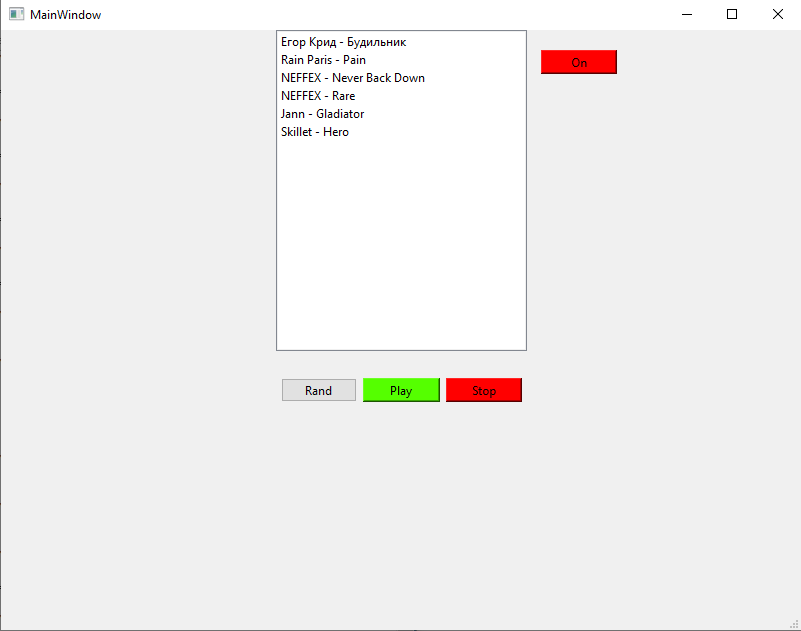 MainWindow
Егор Крид - Будильник
Rain Paris - Pain
NEFFEX - Never Back Down
NEFFEX - Rare
Jann - Gladiator
Skillet - Hero
On
Rand
Play
Stop